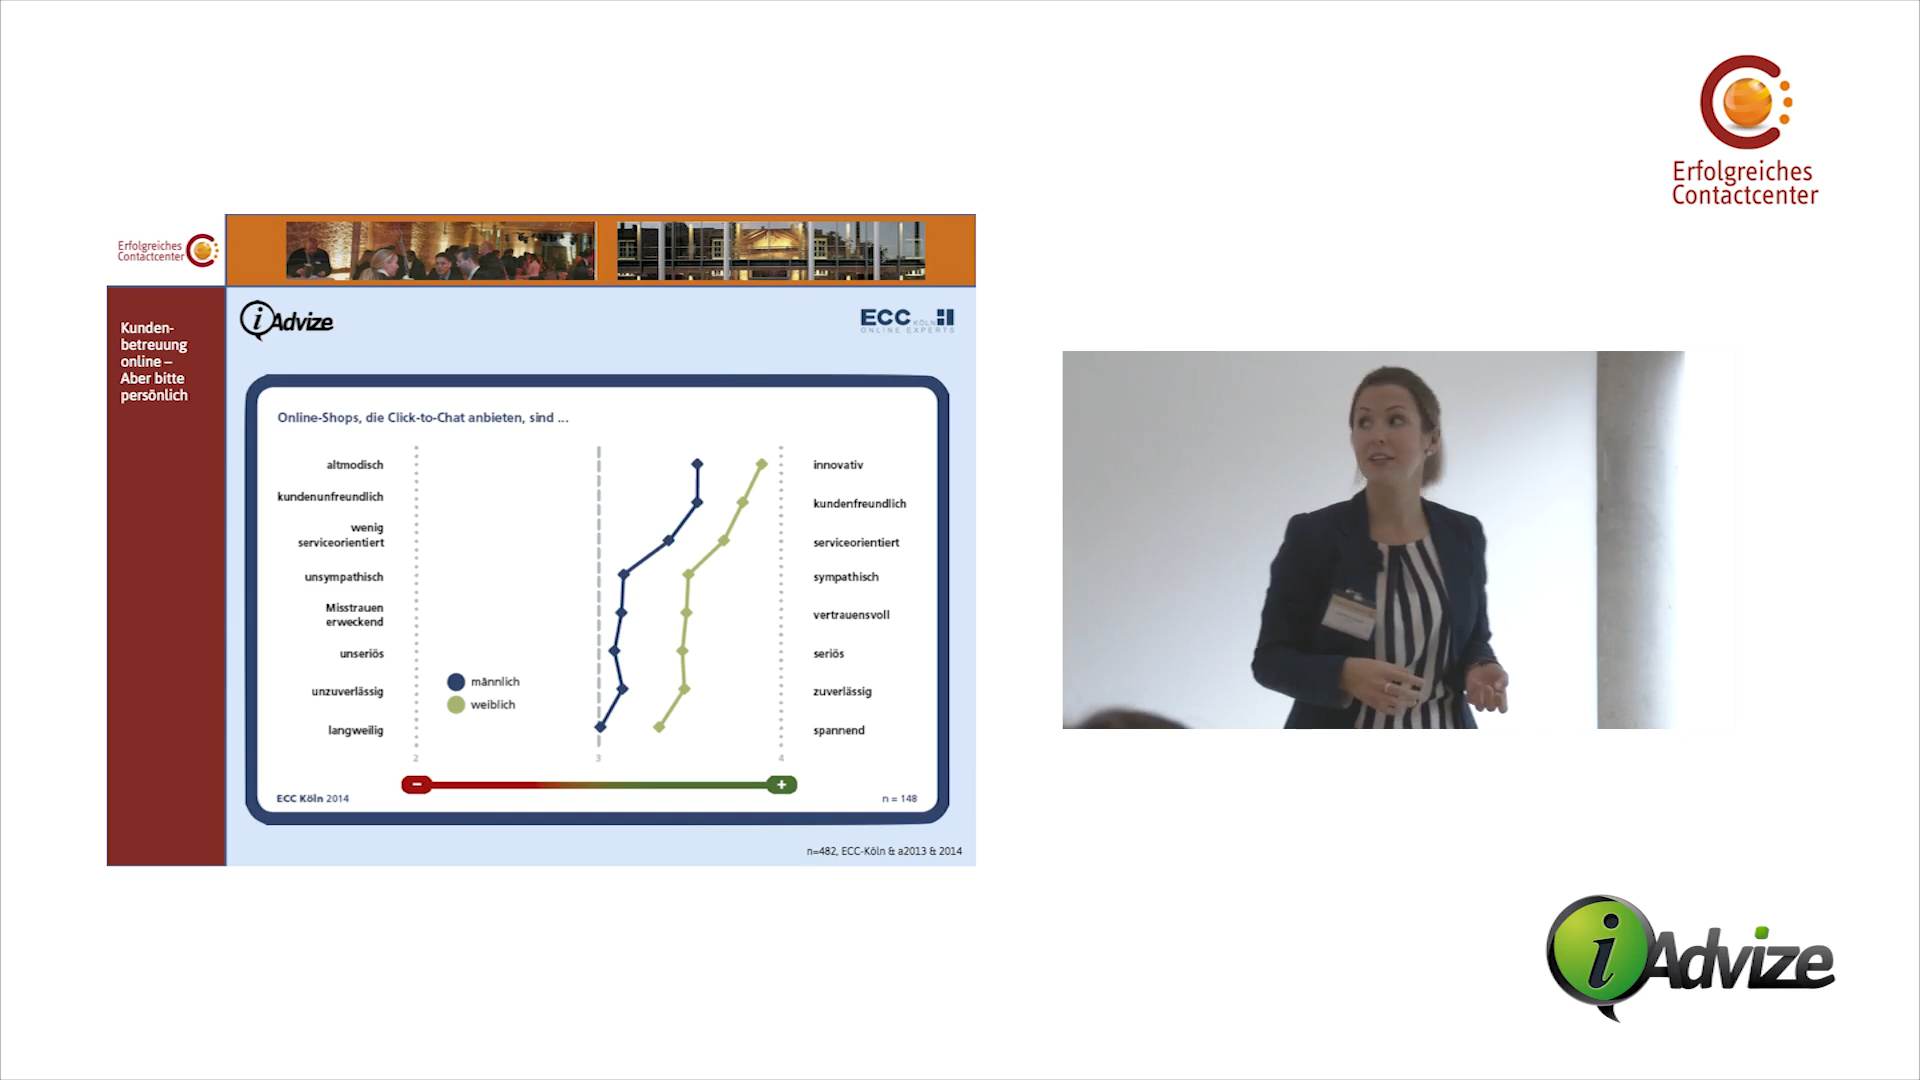 Erfolgreiches
Contactcenter
Erfolgreiches
Contactcenter
Kunden-
betreuung
online –
Aber bitte
persönlich
iAdvize
ECC KÖLN
ONLINE EXPERTS
Online-Shops, die Click-to-Chat anbieten, sind ...
altmodisch
innovativ
kundenunfreundlich
kundenfreundlich
wenig
serviceorientiert
serviceorientiert
unsympathisch
sympathisch
Misstrauen
erweckend
vertrauensvoll
unseriös
seriös
männlich
weiblich
unzuverlässig
zuverlässig
langweilig
spannend
2 3 4
– +
ECC Köln 2014
n = 148
n=482, ECC-Köln & a2013 & 2014
iAdvize